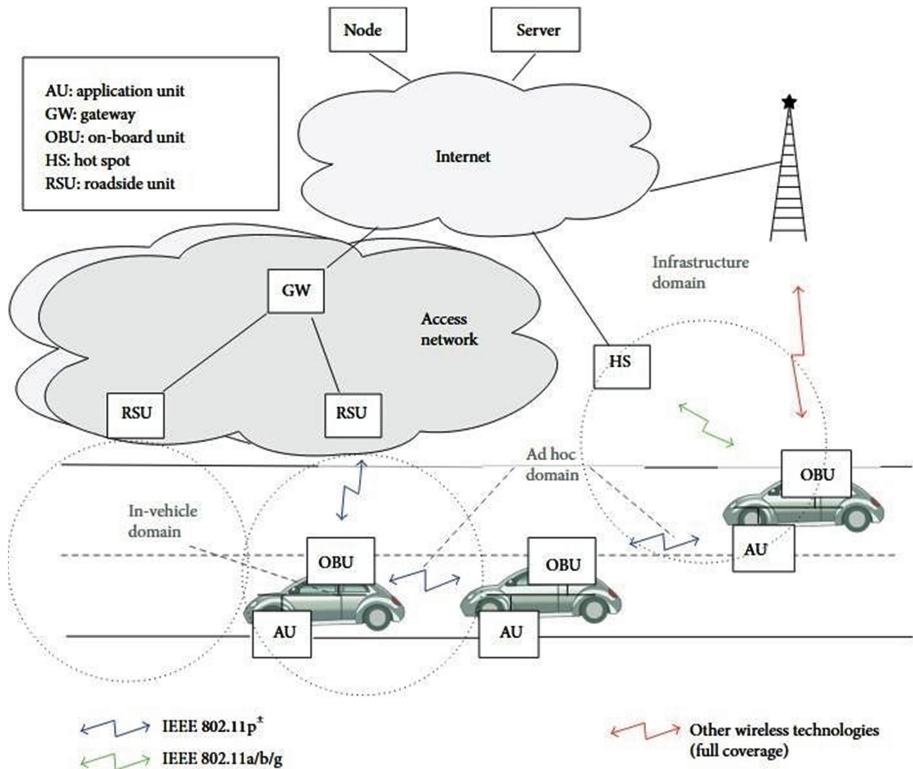 Node
Server
AU: application unit
GW: gateway
OBU: on-board unit
HS: hot spot
RSU: roadside unit
Internet
Infrastructure
domain
GW
Access
network
HS
RSU
RSU
Ad hoc
domain
OBU
In-vehicle
domain
AU
OBU
OBU
AU
AU
IEEE 802.11p±
IEEE 802.11a/b/g
Other wireless technologies
(full coverage)